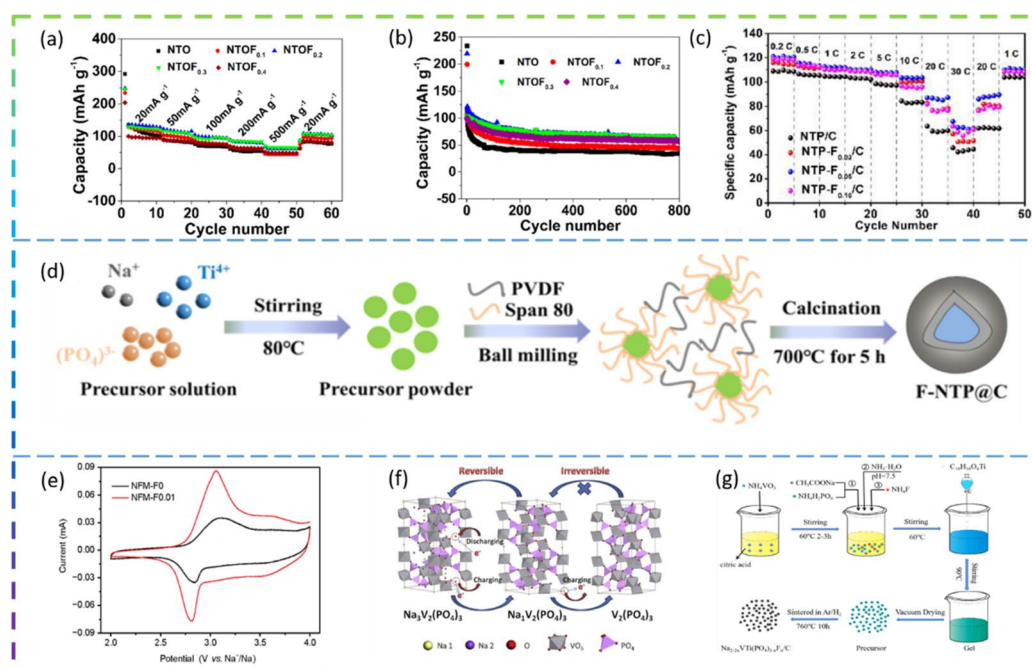 (a)
400
300
200
100
0
-100
Capacity (mAh g⁻¹)
NTO
NTOF0.1
NTOF0.2
NTOF0.3
NTOF0.4
20mA g⁻¹
50mA g⁻¹
100mA g⁻¹
200mA g⁻¹
500mA g⁻¹
20mA g⁻¹
0 10 20 30 40 50 60
Cycle number
(b)
250
200
150
100
50
0
-50
Capacity (mAh g⁻¹)
NTO
NTOF0.1
NTOF0.2
NTOF0.3
NTOF0.4
0 200 400 600 800
Cycle number
(c)
140
120
100
80
60
40
20
0
Specific capacity (mAh g⁻¹)
0.2 C 0.5 C 1 C 2 C 5 C 10 C 20 C 30 C 20 C 1 C
NTP/C
NTP-F0.02/C
NTP-F0.05/C
NTP-F0.10/C
0 10 20 30 40 50
Cycle Number
(d)
Na⁺
Ti⁴⁺
(PO₄)³⁻
Precursor solution
Stirring
80℃
Precursor powder
PVDF
Span 80
Ball milling
Calcination
700℃ for 5 h
F-NTP@C
(e)
0.09
0.06
0.03
0.00
−0.03
−0.06
−0.09
Current (mA)
NFM-F0
NFM-F0.01
2.0 2.5 3.0 3.5 4.0
Potential (V vs. Na⁺/Na)
(f)
Reversible
Irreversible
Discharging
Charging
Charging
e⁻
Na₃V₂(PO₄)₃
Na₁V₂(PO₄)₃
V₂(PO₄)₃
Na 1
Na 2
O
VO₆
PO₄
(g)
NH₄VO₃
citric acid
Stirring
60℃ 2-3h
CH₃COONa
NH₄H₂PO₄
①
② NH₃·H₂O
pH=7.5
③
NH₄F
Stirring
60℃
Stirring
90℃
Gel
Vacuum Drying
Precursor
Sintered in Ar/H₂
760℃ 10h